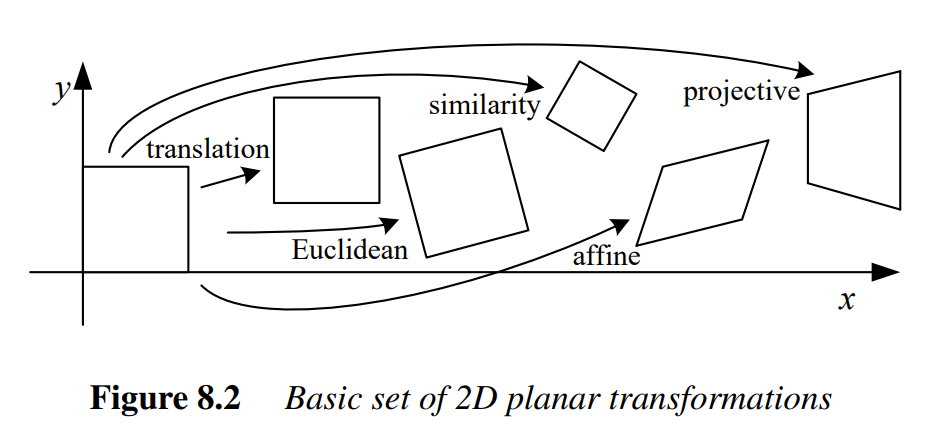 y
similarity
projective
translation
Euclidean
affine
x
Figure 8.2 Basic set of 2D planar transformations